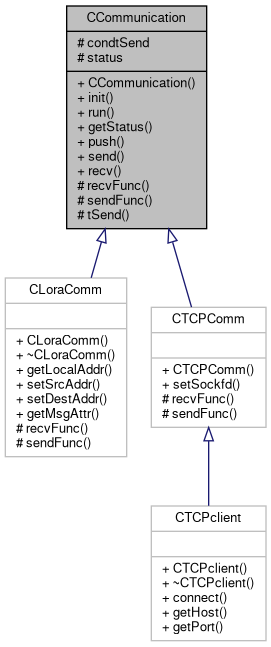 CCommunication
# condtSend
# status
+ CCommunication()
+ init()
+ run()
+ getStatus()
+ push()
+ send()
+ recv()
# recvFunc()
# sendFunc()
# tSend()
CLoraComm
+ CLoraComm()
+ ~CLoraComm()
+ getLocalAddr()
+ setSrcAddr()
+ setDestAddr()
+ getMsgAttr()
# recvFunc()
# sendFunc()
CTCPComm
+ CTCPComm()
+ setSockfd()
# recvFunc()
# sendFunc()
CTCPclient
+ CTCPclient()
+ ~CTCPclient()
+ connect()
+ getHost()
+ getPort()